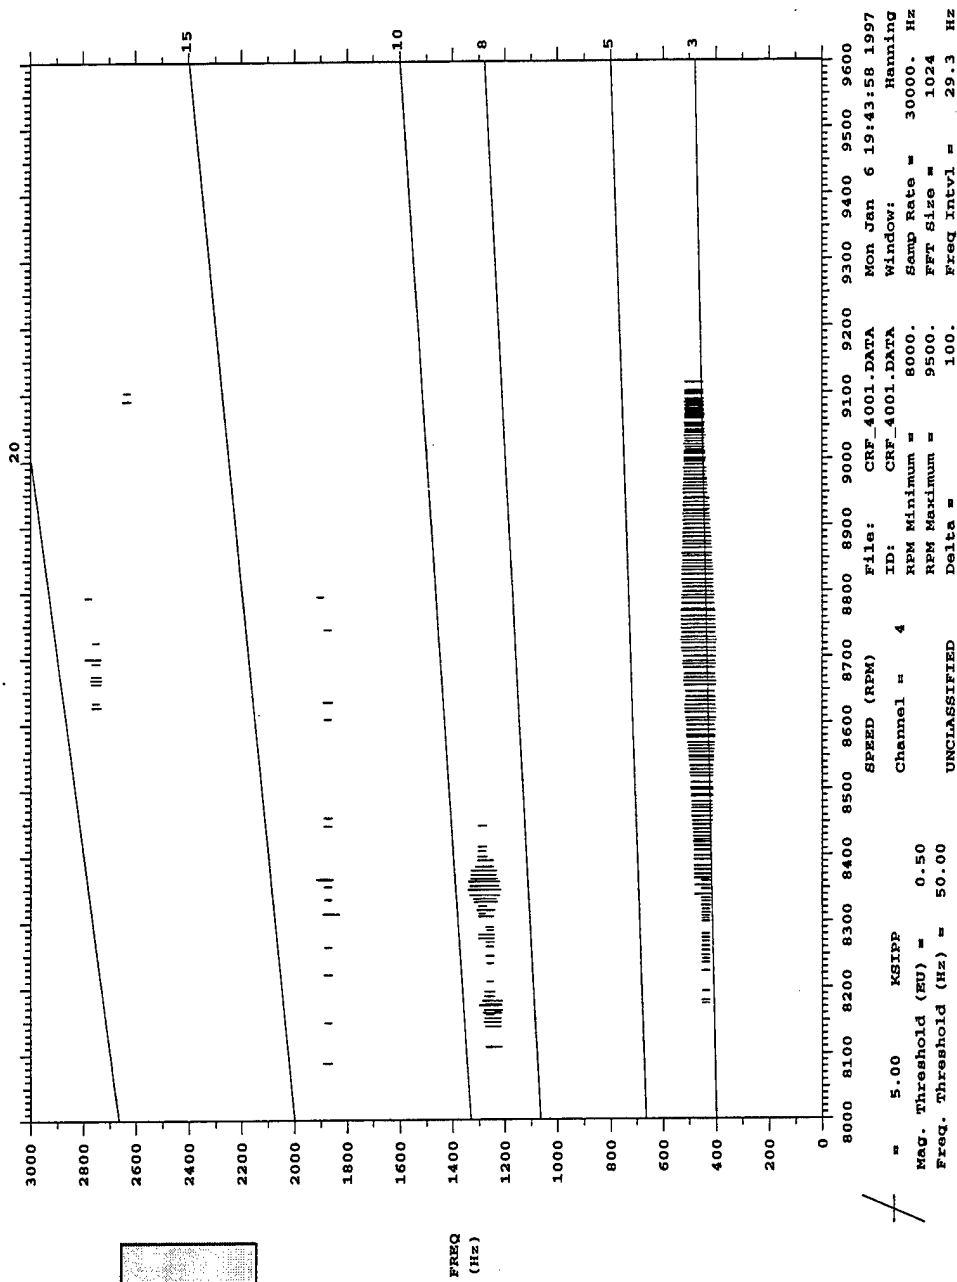 20
3000
2800
2600
2400
2200
2000
1800
1600
1400
1200
1000
800
600
400
200
0
FREQ
(Hz)
15
10
8
5
3
8000 8100 8200 8300 8400 8500 8600 8700 8800 8900 9000 9100 9200 9300 9400 9500 9600
SPEED (RPM) File: CRF_4001.DATA Mon Jan 6 19:43:58 1997
= 5.00 KSIPP Channel = 4 ID: CRF_4001.DATA Window: Hanning
Mag. Threshold (EU) = 0.50 RPM Minimum = 8000. Samp Rate = 30000. Hz
Freq. Threshold (Hz) = 50.00 RPM Maximum = 9500. FFT Size = 1024
UNCLASSIFIED Delta = 100. Freq Intvl = 29.3 Hz